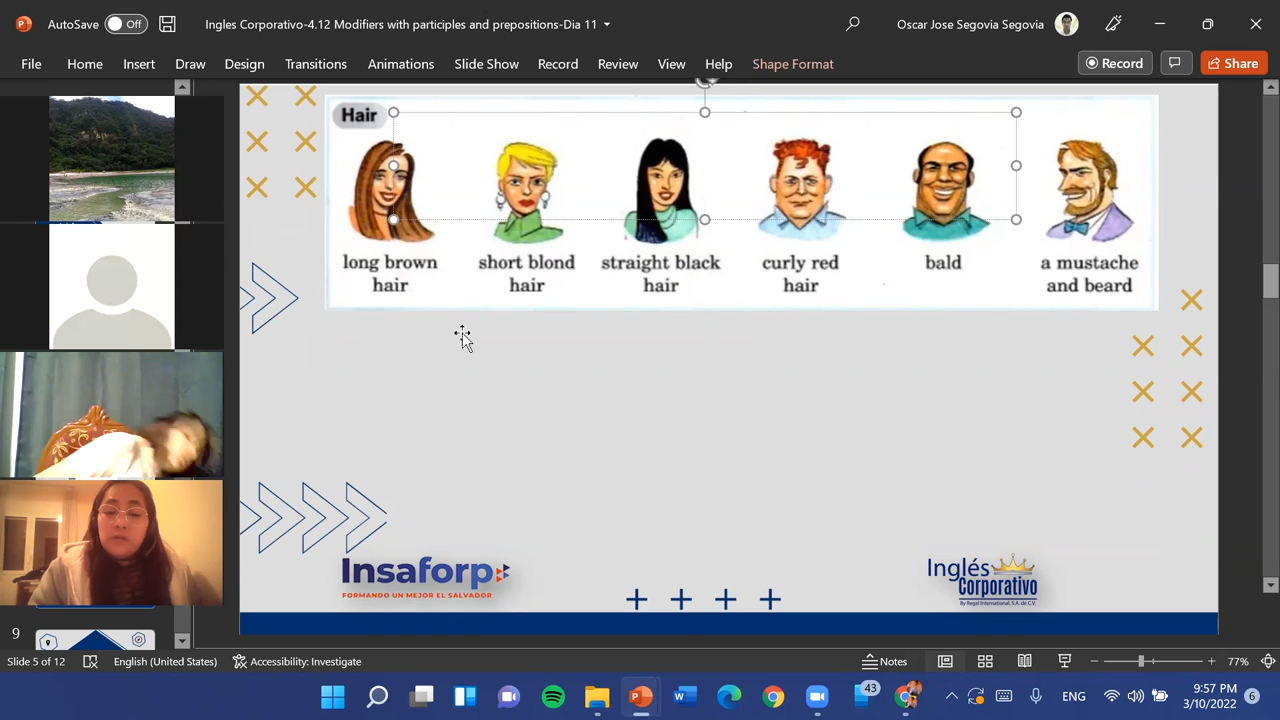 AutoSave Off
Ingles Corporativo-4.12 Modifiers with participles and prepositions-Dia 11
Oscar Jose Segovia Segovia
File Home Insert Draw Design Transitions Animations Slide Show Record Review View Help Shape Format
Record
Share
Hair
long brown
hair
short blond
hair
straight black
hair
curly red
hair
bald
a mustache
and beard
Insaforp
FORMANDO UN MEJOR EL SALVADOR
Inglés
Corporativo
By Regal International, S.A. de C.V.
9
Slide 5 of 12
English (United States)
Accessibility: Investigate
Notes
77%
43
ENG
9:57 PM
3/10/2022
6